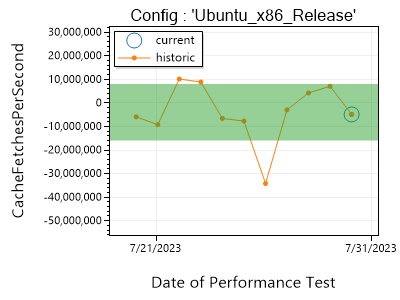 Config : 'Ubuntu_x86_Release'
current
historic
30,000,000
20,000,000
10,000,000
0
-10,000,000
-20,000,000
-30,000,000
-40,000,000
-50,000,000
CacheFetchesPerSecond
7/21/2023
7/31/2023
Date of Performance Test